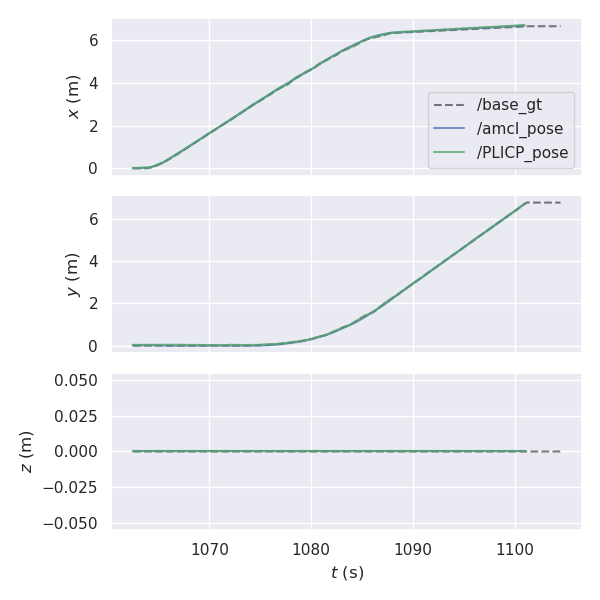 6
4
2
0
x (m)
/base_gt
/amcl_pose
/PLICP_pose
6
4
2
0
y (m)
0.050
0.025
0.000
−0.025
−0.050
z (m)
1070 1080 1090 1100
t (s)